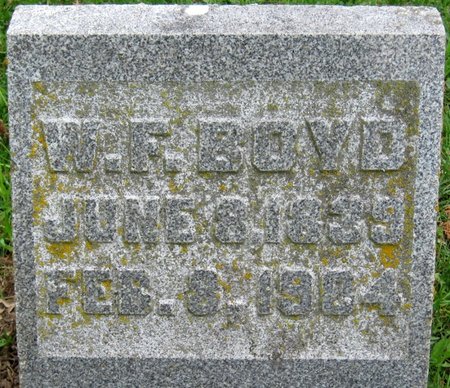 W. F. BOYD
JUNE 8, 1839
FEB. 8, 1904